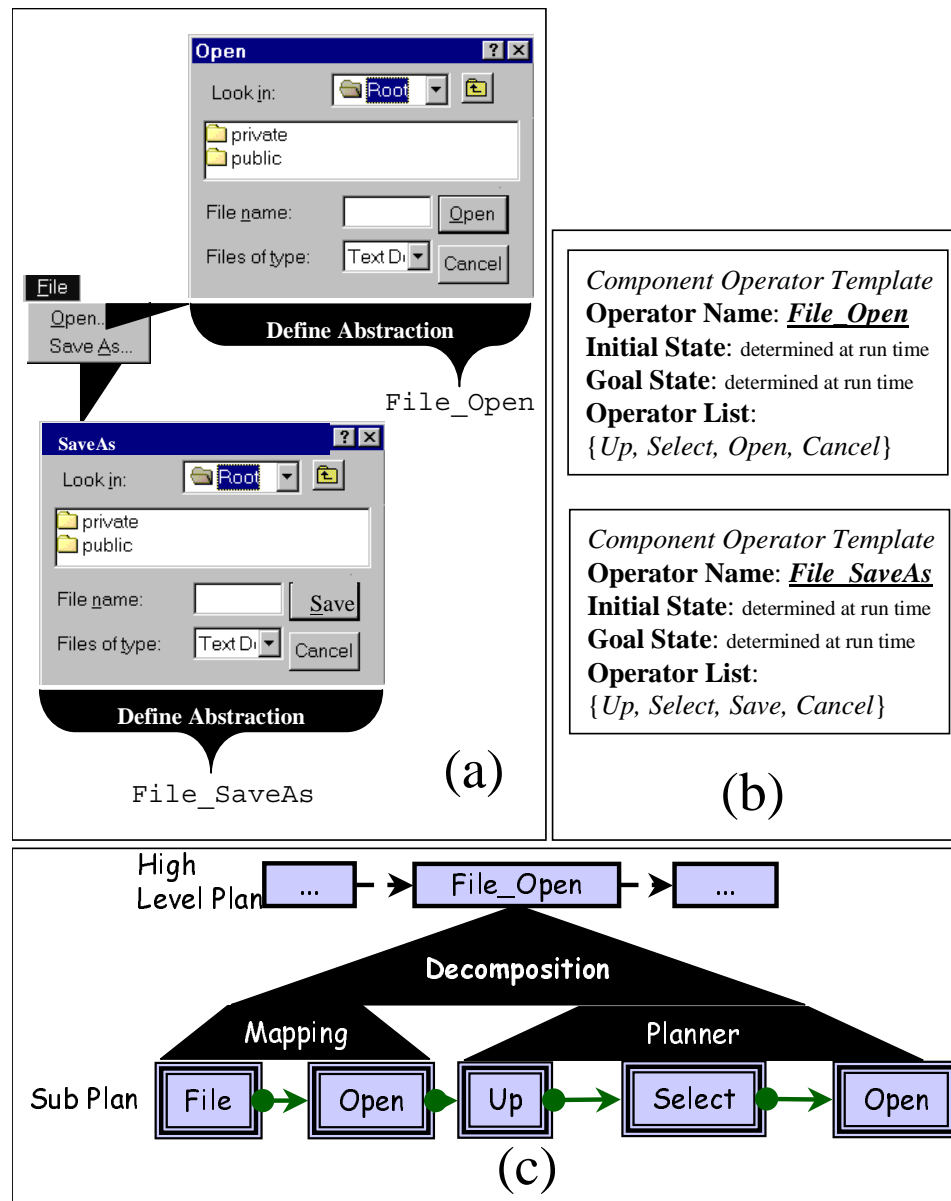 Open
Look in:
Root
private
public
File name:
Open
Files of type:
Text D
Cancel
Define Abstraction
File_Open
File
Open...
Save As...
SaveAs
Look in:
Root
private
public
File name:
Save
Files of type:
Text D
Cancel
Define Abstraction
File_SaveAs
(a)
Component Operator Template
Operator Name: File_Open
Initial State: determined at run time
Goal State: determined at run time
Operator List:
{Up, Select, Open, Cancel}
Component Operator Template
Operator Name: File_SaveAs
Initial State: determined at run time
Goal State: determined at run time
Operator List:
{Up, Select, Save, Cancel}
(b)
High
Level Plan
...
File_Open
...
Decomposition
Mapping
Planner
Sub Plan
File
Open
Up
Select
Open
(c)